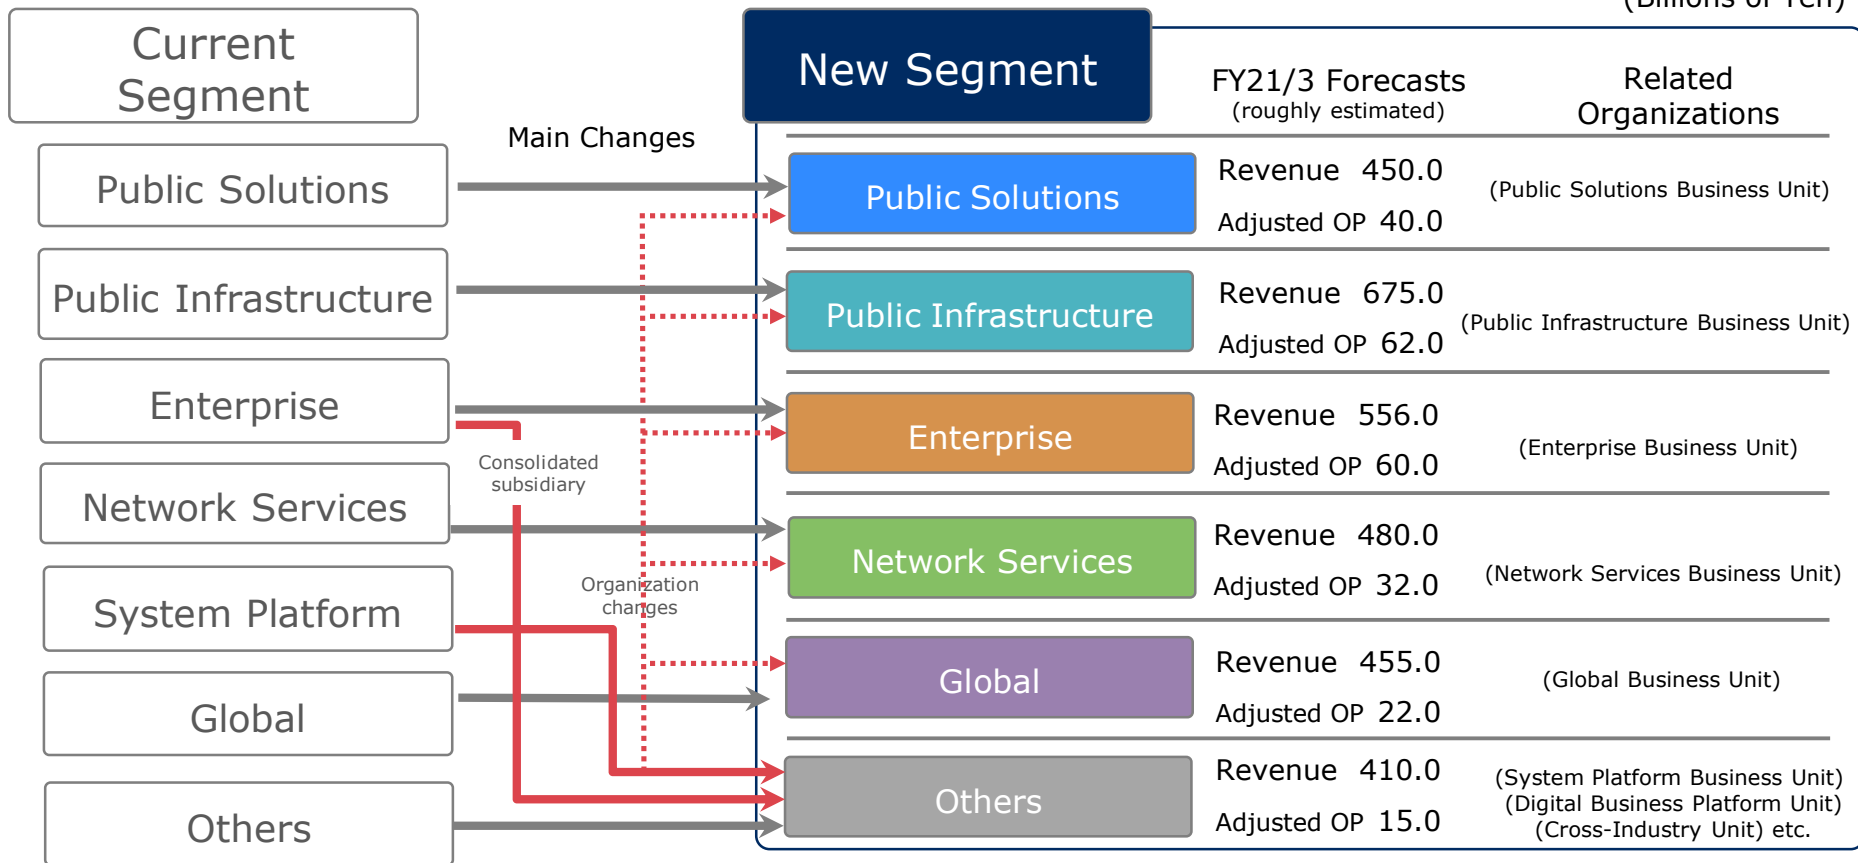 (Billions of Yen)
Current
Segment
New Segment
FY21/3 Forecasts
(roughly estimated)
Related
Organizations
Main Changes
Public Solutions
Public Solutions
Revenue 450.0
Adjusted OP 40.0
(Public Solutions Business Unit)
Public Infrastructure
Public Infrastructure
Revenue 675.0
Adjusted OP 62.0
(Public Infrastructure Business Unit)
Enterprise
Enterprise
Revenue 556.0
Adjusted OP 60.0
(Enterprise Business Unit)
Consolidated
subsidiary
Network Services
Network Services
Revenue 480.0
Adjusted OP 32.0
(Network Services Business Unit)
Organization
changes
System Platform
Global
Global
Revenue 455.0
Adjusted OP 22.0
(Global Business Unit)
Others
Others
Revenue 410.0
Adjusted OP 15.0
(System Platform Business Unit)
(Digital Business Platform Unit)
(Cross-Industry Unit) etc.